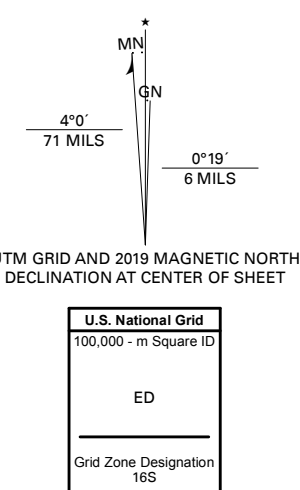 MN
GN
4°0´
71 MILS
0°19´
6 MILS
UTM GRID AND 2019 MAGNETIC NORTH
DECLINATION AT CENTER OF SHEET
U.S. National Grid
100,000 - m Square ID
ED
Grid Zone Designation
16S